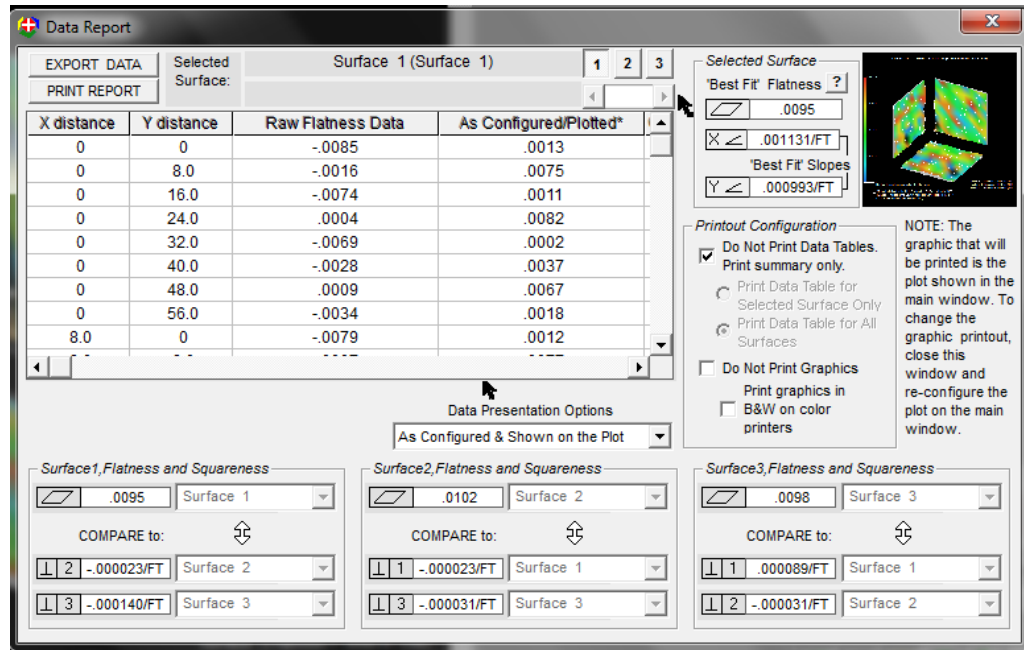 Data Report
EXPORT DATA
PRINT REPORT
Selected
Surface:
Surface 1 (Surface 1)
1 2 3
X distance Y distance Raw Flatness Data As Configured/Plotted*
0 0 -.0085 .0013
0 8.0 -.0016 .0075
0 16.0 -.0074 .0011
0 24.0 .0004 .0082
0 32.0 -.0069 .0002
0 40.0 -.0028 .0037
0 48.0 .0009 .0067
0 56.0 -.0034 .0018
8.0 0 -.0079 .0012
Data Presentation Options
As Configured & Shown on the Plot
Selected Surface
'Best Fit' Flatness ?
.0095
X .001131/FT
'Best Fit' Slopes
Y .000993/FT
Printout Configuration
Do Not Print Data Tables.
Print summary only.
Print Data Table for
Selected Surface Only
Print Data Table for All
Surfaces
Do Not Print Graphics
Print graphics in
B&W on color
printers
NOTE: The
graphic that will
be printed is the
plot shown in the
main window. To
change the
graphic printout,
close this
window and
re-configure the
plot on the main
window.
Surface1,Flatness and Squareness
.0095 Surface 1
COMPARE to:
⊥ 2 -.000023/FT Surface 2
⊥ 3 -.000140/FT Surface 3
Surface2,Flatness and Squareness
.0102 Surface 2
COMPARE to:
⊥ 1 -.000023/FT Surface 1
⊥ 3 -.000031/FT Surface 3
Surface3,Flatness and Squareness
.0098 Surface 3
COMPARE to:
⊥ 1 .000089/FT Surface 1
⊥ 2 -.000031/FT Surface 2